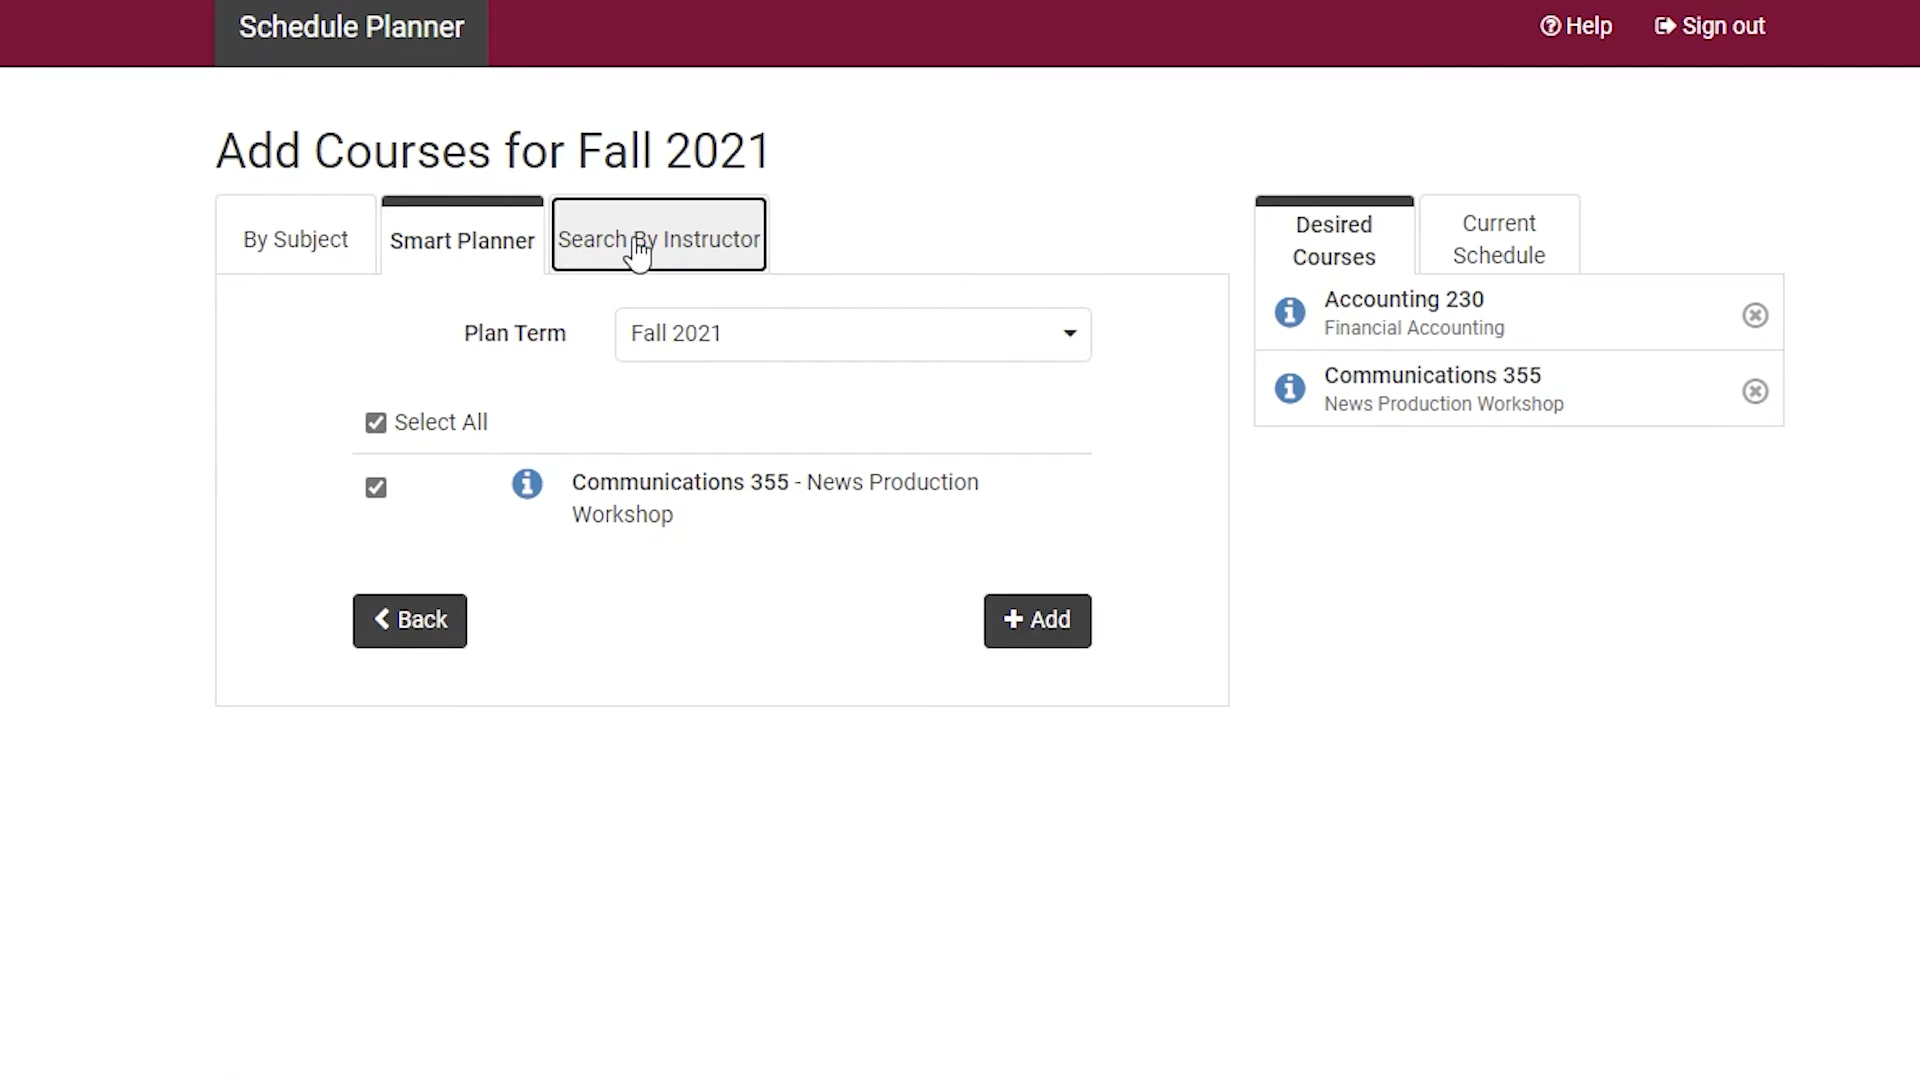 Schedule Planner
Help
Sign out
Add Courses for Fall 2021
By Subject
Smart Planner
Search By Instructor
Plan Term
Fall 2021
Select All
Communications 355 - News Production
Workshop
Back
Add
Desired
Courses
Current
Schedule
Accounting 230
Financial Accounting
Communications 355
News Production Workshop